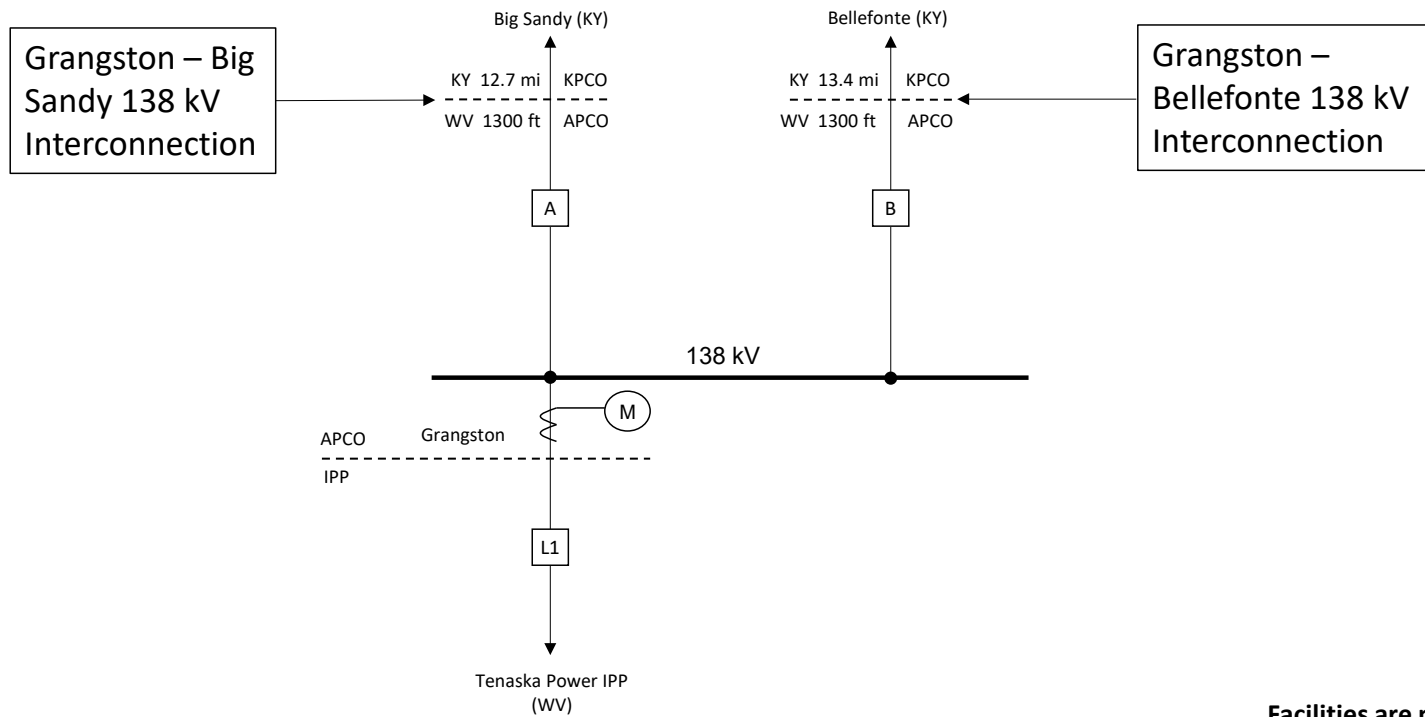 Big Sandy (KY)
Bellefonte (KY)
Grangston – Big
Sandy 138 kV
Interconnection
KY 12.7 mi KPCO
WV 1300 ft APCO
KY 13.4 mi KPCO
WV 1300 ft APCO
Grangston –
Bellefonte 138 kV
Interconnection
A
B
138 kV
M
APCO Grangston
IPP
L1
Tenaska Power IPP
(WV)
Facilities are